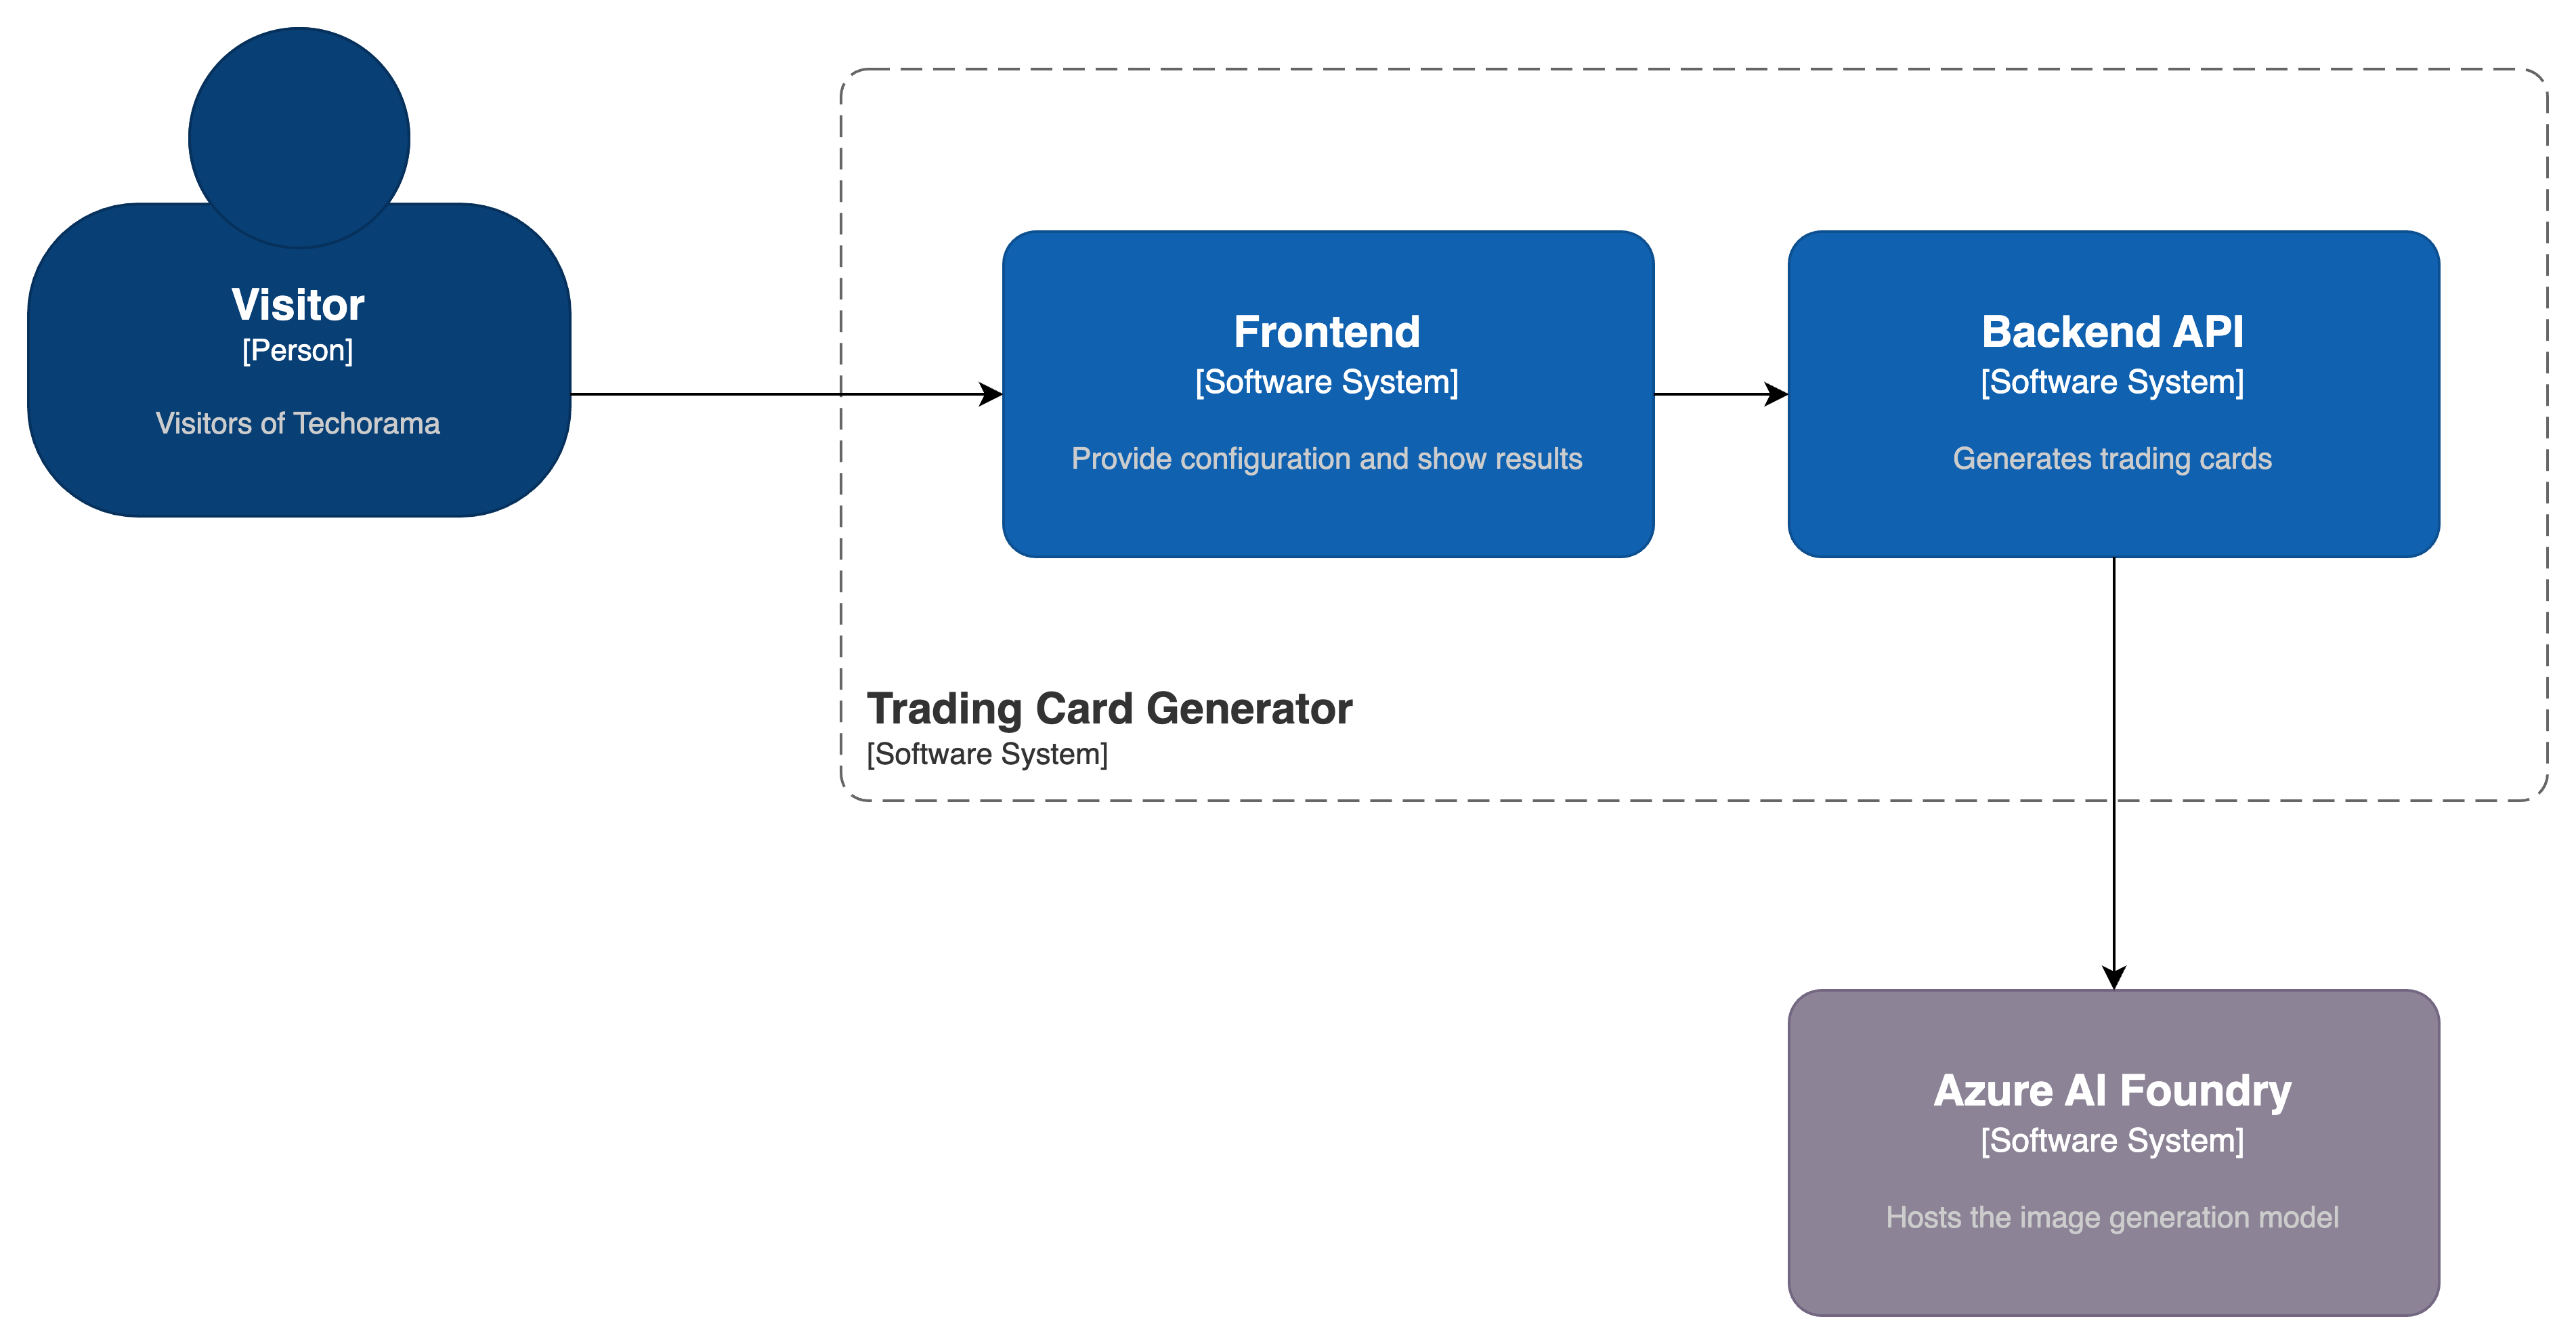 Visitor
[Person]
Visitors of Techorama
Frontend
[Software System]
Provide configuration and show results
Backend API
[Software System]
Generates trading cards
Trading Card Generator
[Software System]
Azure AI Foundry
[Software System]
Hosts the image generation model